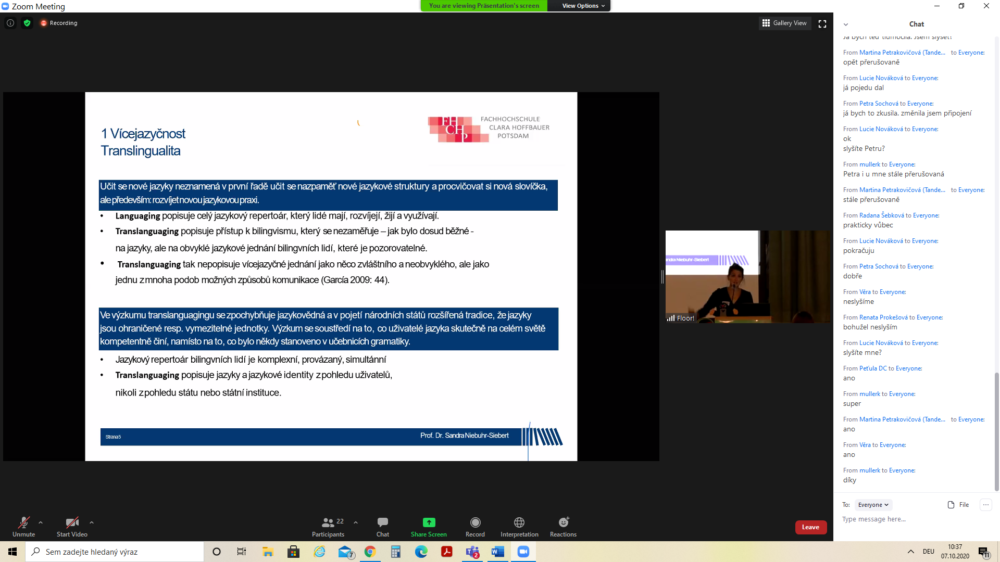 Zoom Meeting
You are viewing Präsentation's screen
View Options
Recording
Gallery View
1 Vícejazyčnost
Translingualita
FHCHP
FACHHOCHSCHULE
CLARA HOFFBAUER
POTSDAM
Učit se nové jazyky neznamená v první řadě učit se nazpaměť nové jazykové struktury a procvičovat si nová slovíčka,
ale především: rozvíjet novou jazykovou praxi.
• Languaging popisuje celý jazykový repertoár, který lidé mají, rozvíjejí, žijí a využívají.
• Translanguaging popisuje přístup k bilingvismu, který se nezaměřuje – jak bylo dosud běžné -
na jazyky, ale na obvyklé jazykové jednání bilingvních lidí, které je pozorovatelné.
• Translanguaging tak nepopisuje vícejazyčné jednání jako něco zvláštního a neobvyklého, ale jako
jednu z mnoha podob možných způsobů komunikace (García 2009: 44).
Ve výzkumu translanguagingu se zpochybňuje jazykovědná a v pojetí národních států rozšířená tradice, že jazyky
jsou ohraničené resp. vymezitelné jednotky. Výzkum se soustředí na to, co uživatelé jazyka skutečně na celém světě
kompetentně činí, namísto na to, co bylo někdy stanoveno v učebnicích gramatiky.
• Jazykový repertoár bilingvních lidí je komplexní, provázaný, simultánní
• Translanguaging popisuje jazyky a jazykové identity z pohledu uživatelů,
nikoli z pohledu státu nebo státní instituce.
Strana 5
Prof. Dr. Sandra Niebuhr-Siebert
Niebuhr-Siebert
Floor!
Chat
Já bych teď tlumočila. Jsem slyšet?
From Martina Petrakovičová (Tande... to Everyone:
opět přerušovaně
From Lucie Nováková to Everyone:
já pojedu dal
From Petra Sochová to Everyone:
já bych to zkusila. změnila jsem připojení
From Lucie Nováková to Everyone:
ok
slyšíte Petru?
From mullerk to Everyone:
Petra i u mne stále přerušovaná
From Martina Petrakovičová (Tande... to Everyone:
stále přerušovaně
From Radana Šebková to Everyone:
prakticky vůbec
From Lucie Nováková to Everyone:
pokračuju
From Petra Sochová to Everyone:
dobře
From Věra to Everyone:
neslyšíme
From Renata Prokešová to Everyone:
bohužel neslyším
From Lucie Nováková to Everyone:
slyšíte mne?
From Peťula DC to Everyone:
ano
From mullerk to Everyone:
super
From Martina Petrakovičová (Tande... to Everyone:
ano
From Věra to Everyone:
ano
From mullerk to Everyone:
díky
To: Everyone
File
Type message here...
Unmute
Start Video
22
Participants
Chat
Share Screen
Record
Interpretation
Reactions
Leave
Sem zadejte hledaný výraz
7
2
DEU
10:37
07.10.2020
11